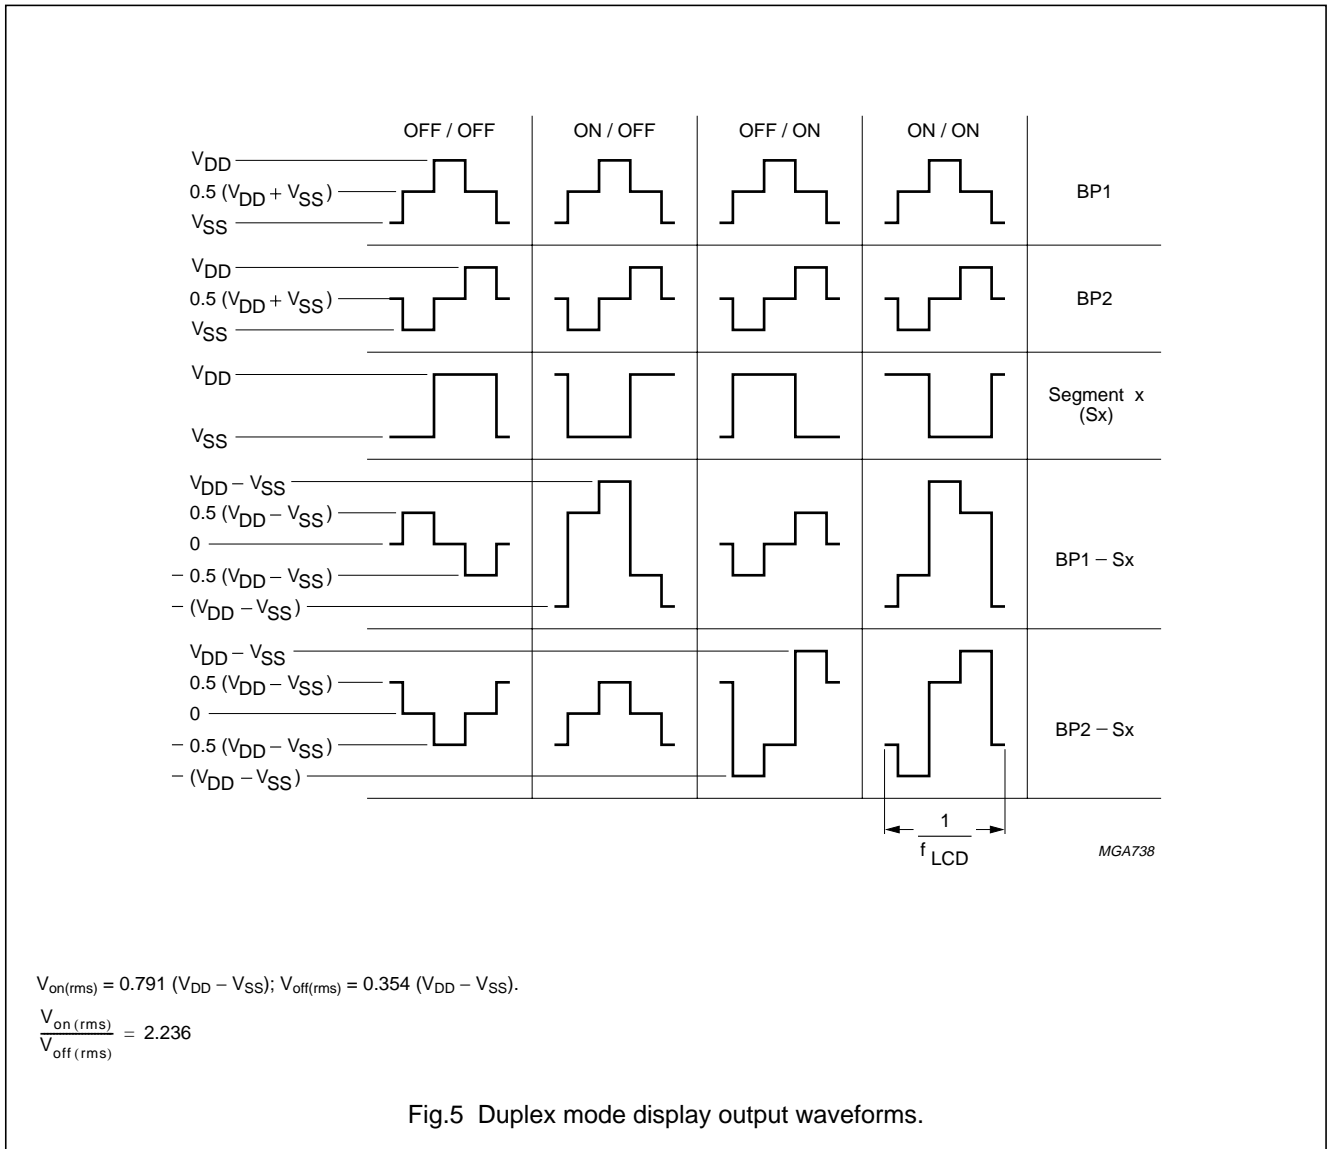 OFF / OFF ON / OFF OFF / ON ON / ON
VDD
0.5 (VDD + VSS)
VSS
BP1
VDD
0.5 (VDD + VSS)
VSS
BP2
VDD
VSS
Segment x
(Sx)
VDD − VSS
0.5 (VDD − VSS)
0
− 0.5 (VDD − VSS)
− (VDD − VSS)
BP1 − Sx
VDD − VSS
0.5 (VDD − VSS)
0
− 0.5 (VDD − VSS)
− (VDD − VSS)
BP2 − Sx
1
f LCD
MGA738
Von(rms) = 0.791 (VDD − VSS); Voff(rms) = 0.354 (VDD − VSS).
Von (rms)
Voff (rms)
= 2.236
Fig.5 Duplex mode display output waveforms.